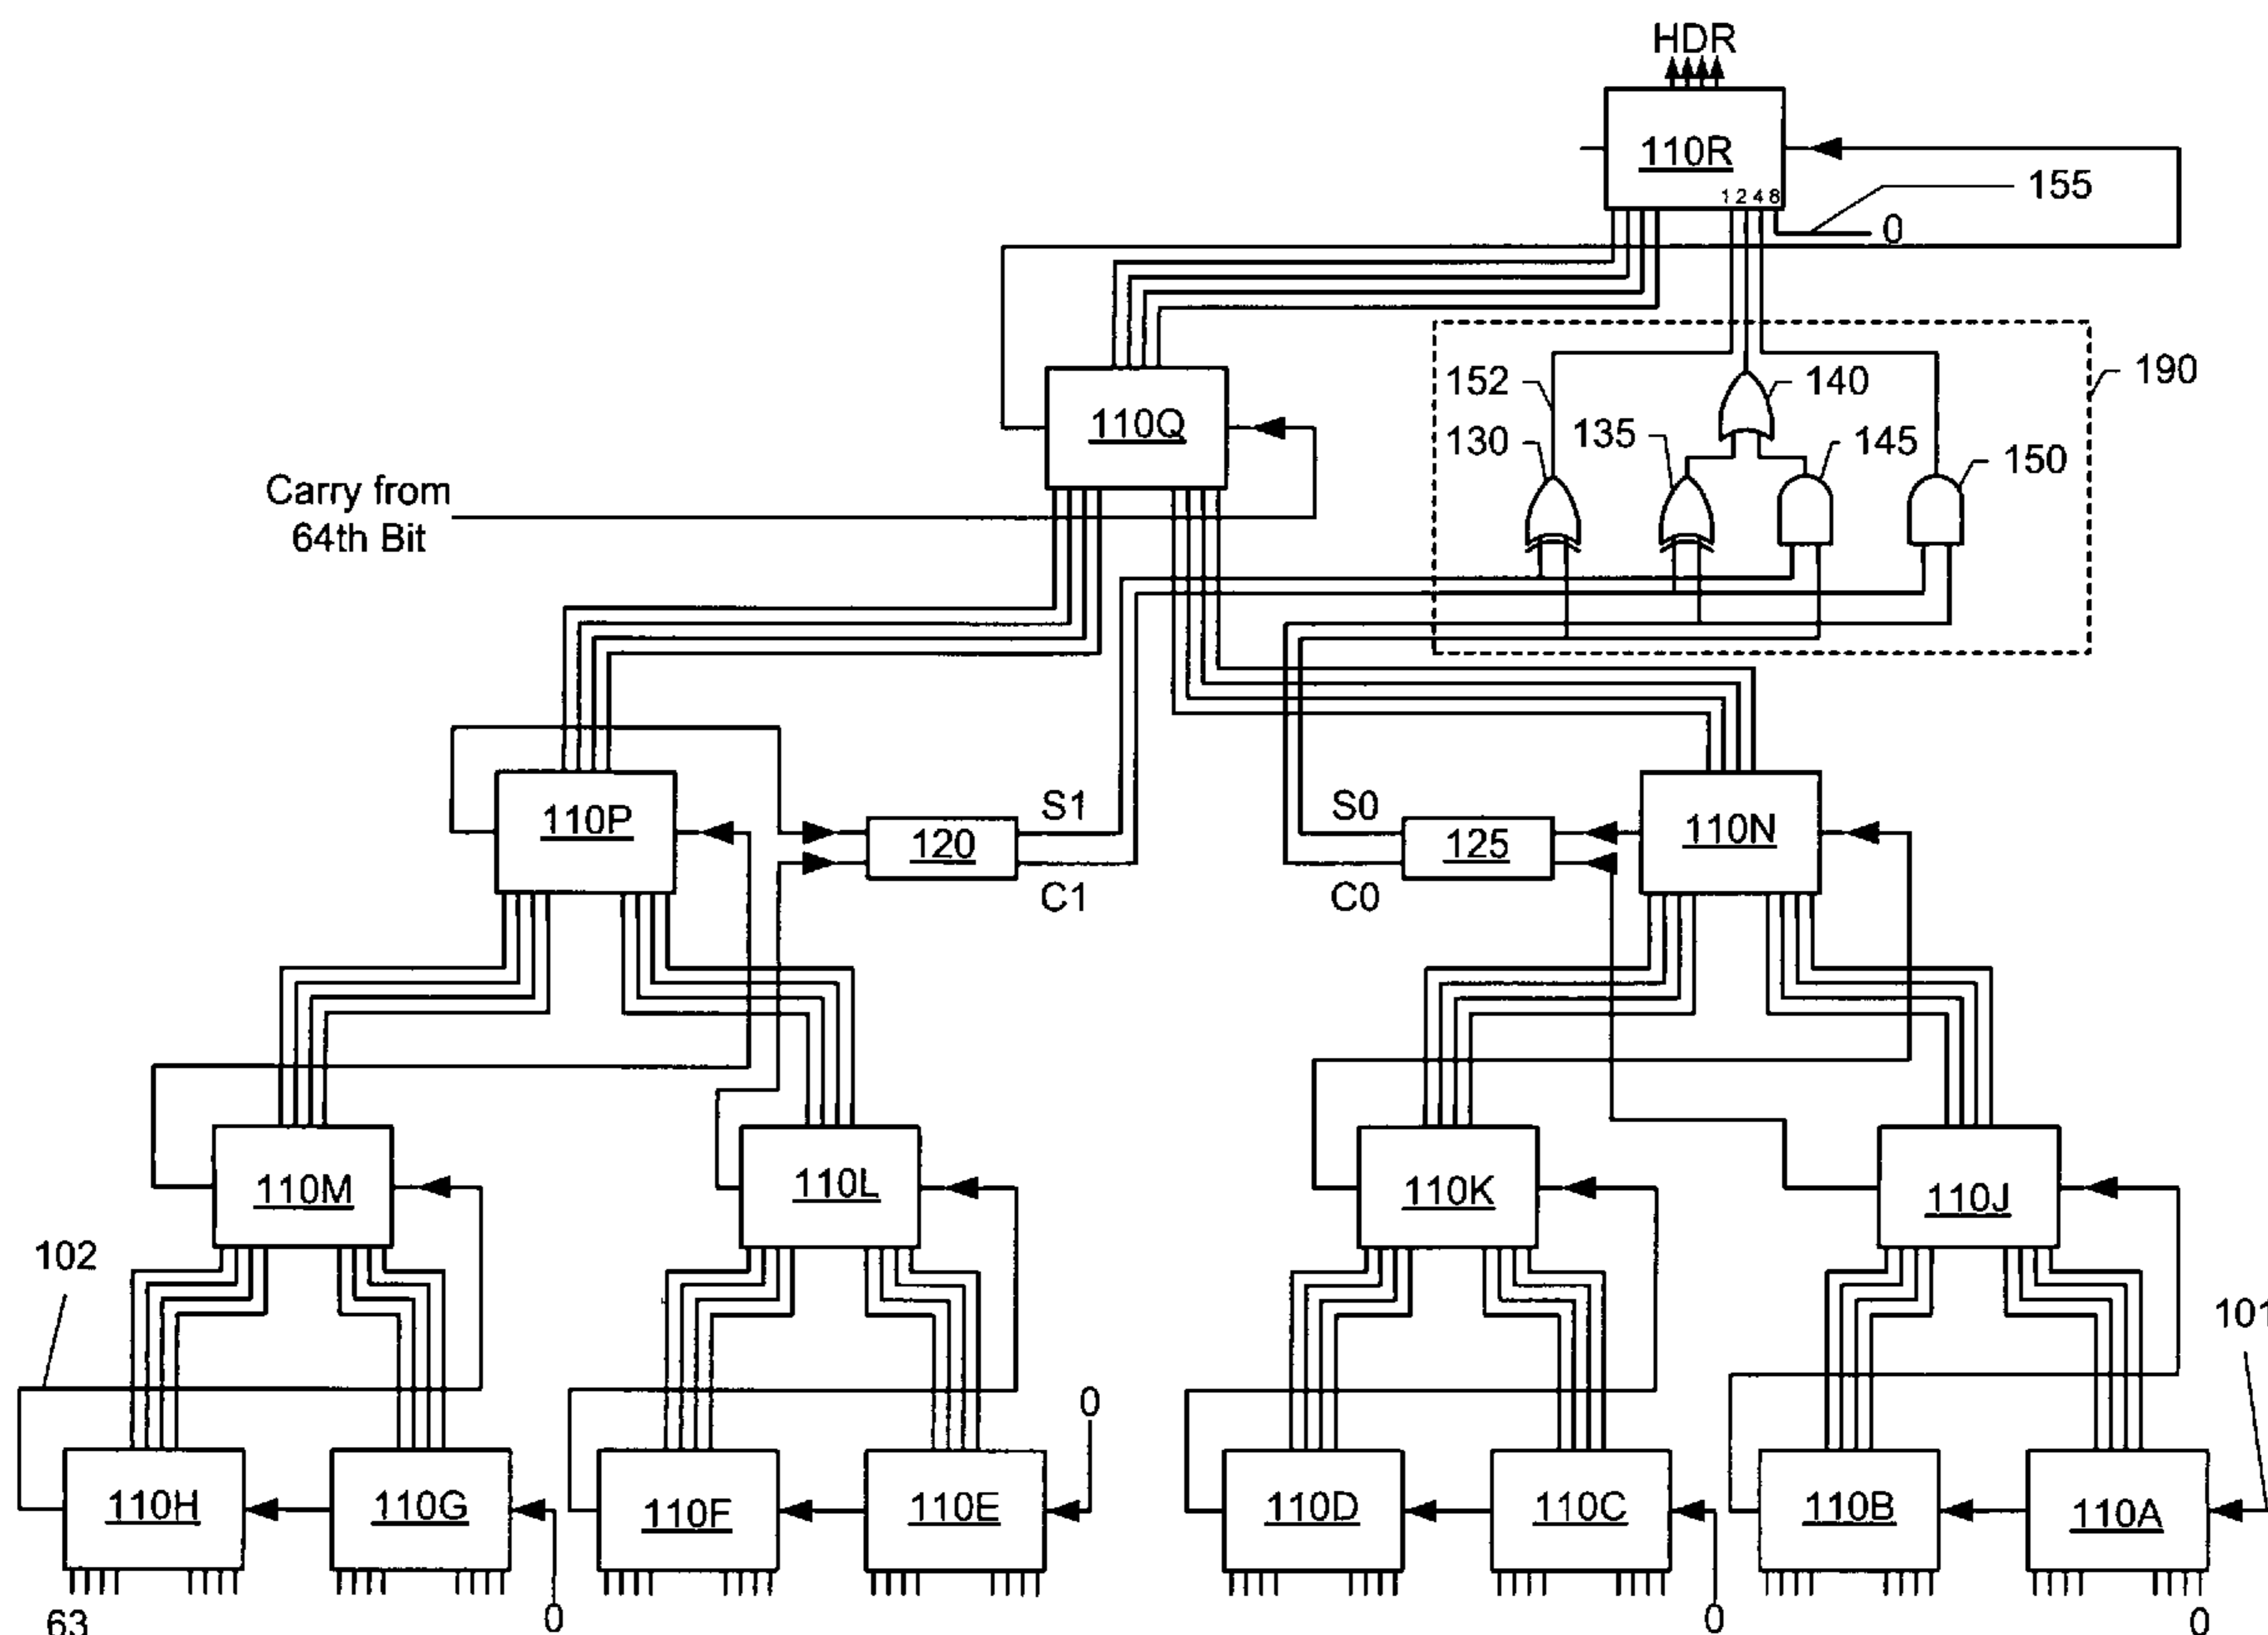 HDR
110R
1 2 4 8
155
0
190
152
140
110Q
130
135
145
150
Carry from
64th Bit
110P
S1
S0
110N
120
125
C1
C0
110M
110L
110K
110J
102
101
0
110H
110G
110F
110E
110D
110C
110B
110A
63
0
0
0